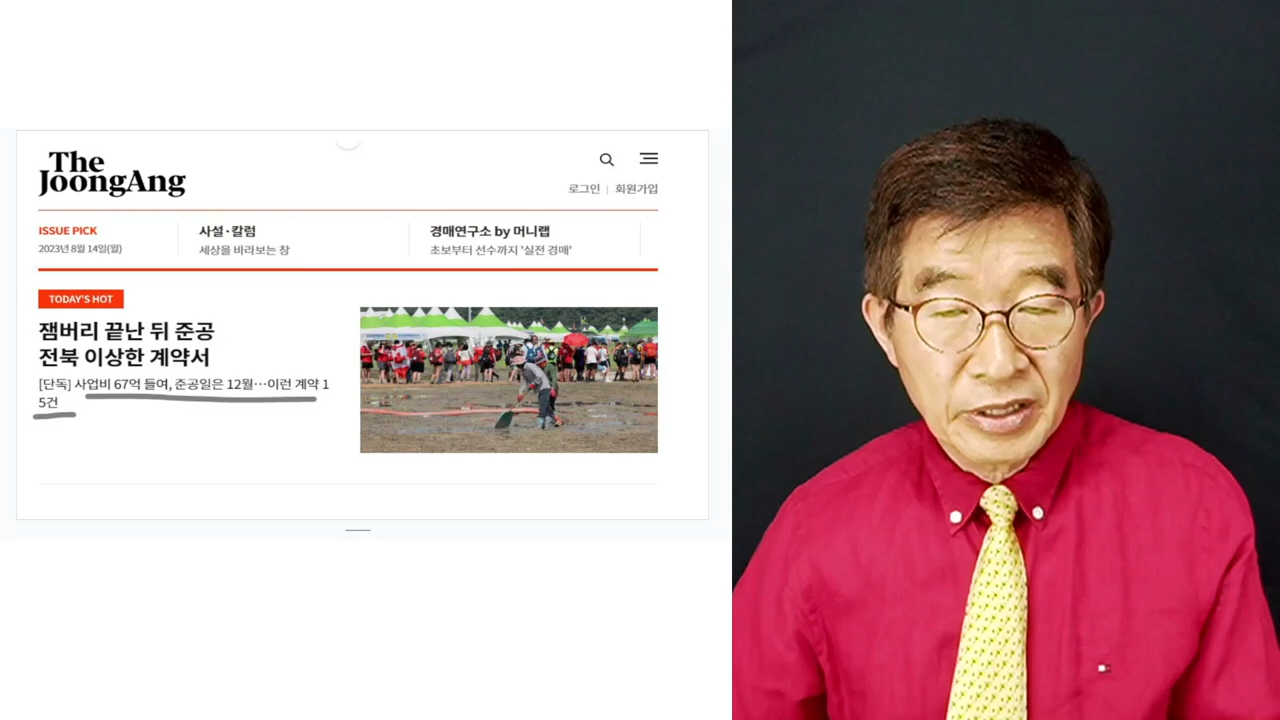 The
JoongAng
로그인 | 회원가입
ISSUE PICK
2023년 8월 14일(월)
사설·칼럼
세상을 바라보는 창
경매연구소 by 머니랩
초보부터 선수까지 '실전 경매'
TODAY'S HOT
잼버리 끝난 뒤 준공
전북 이상한 계약서
[단독] 사업비 67억 들여, 준공일은 12월…이런 계약 1
5건